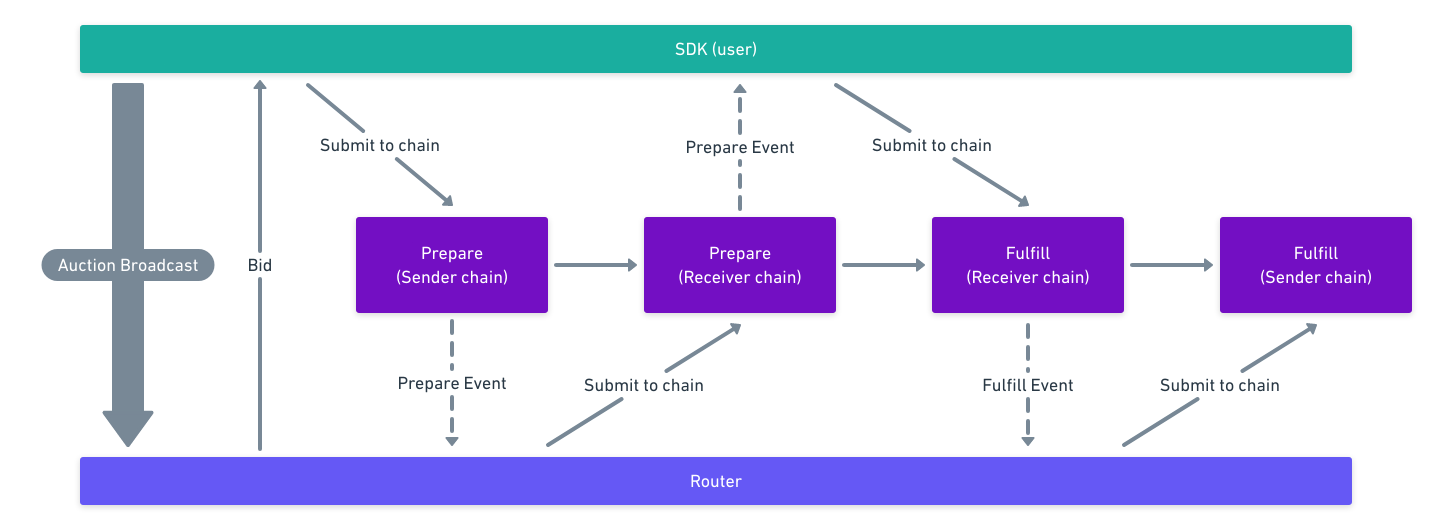 SDK (user)
Submit to chain
Prepare Event
Submit to chain
Auction Broadcast
Bid
Prepare
(Sender chain)
Prepare
(Receiver chain)
Fulfill
(Receiver chain)
Fulfill
(Sender chain)
Prepare Event
Submit to chain
Fulfill Event
Submit to chain
Router